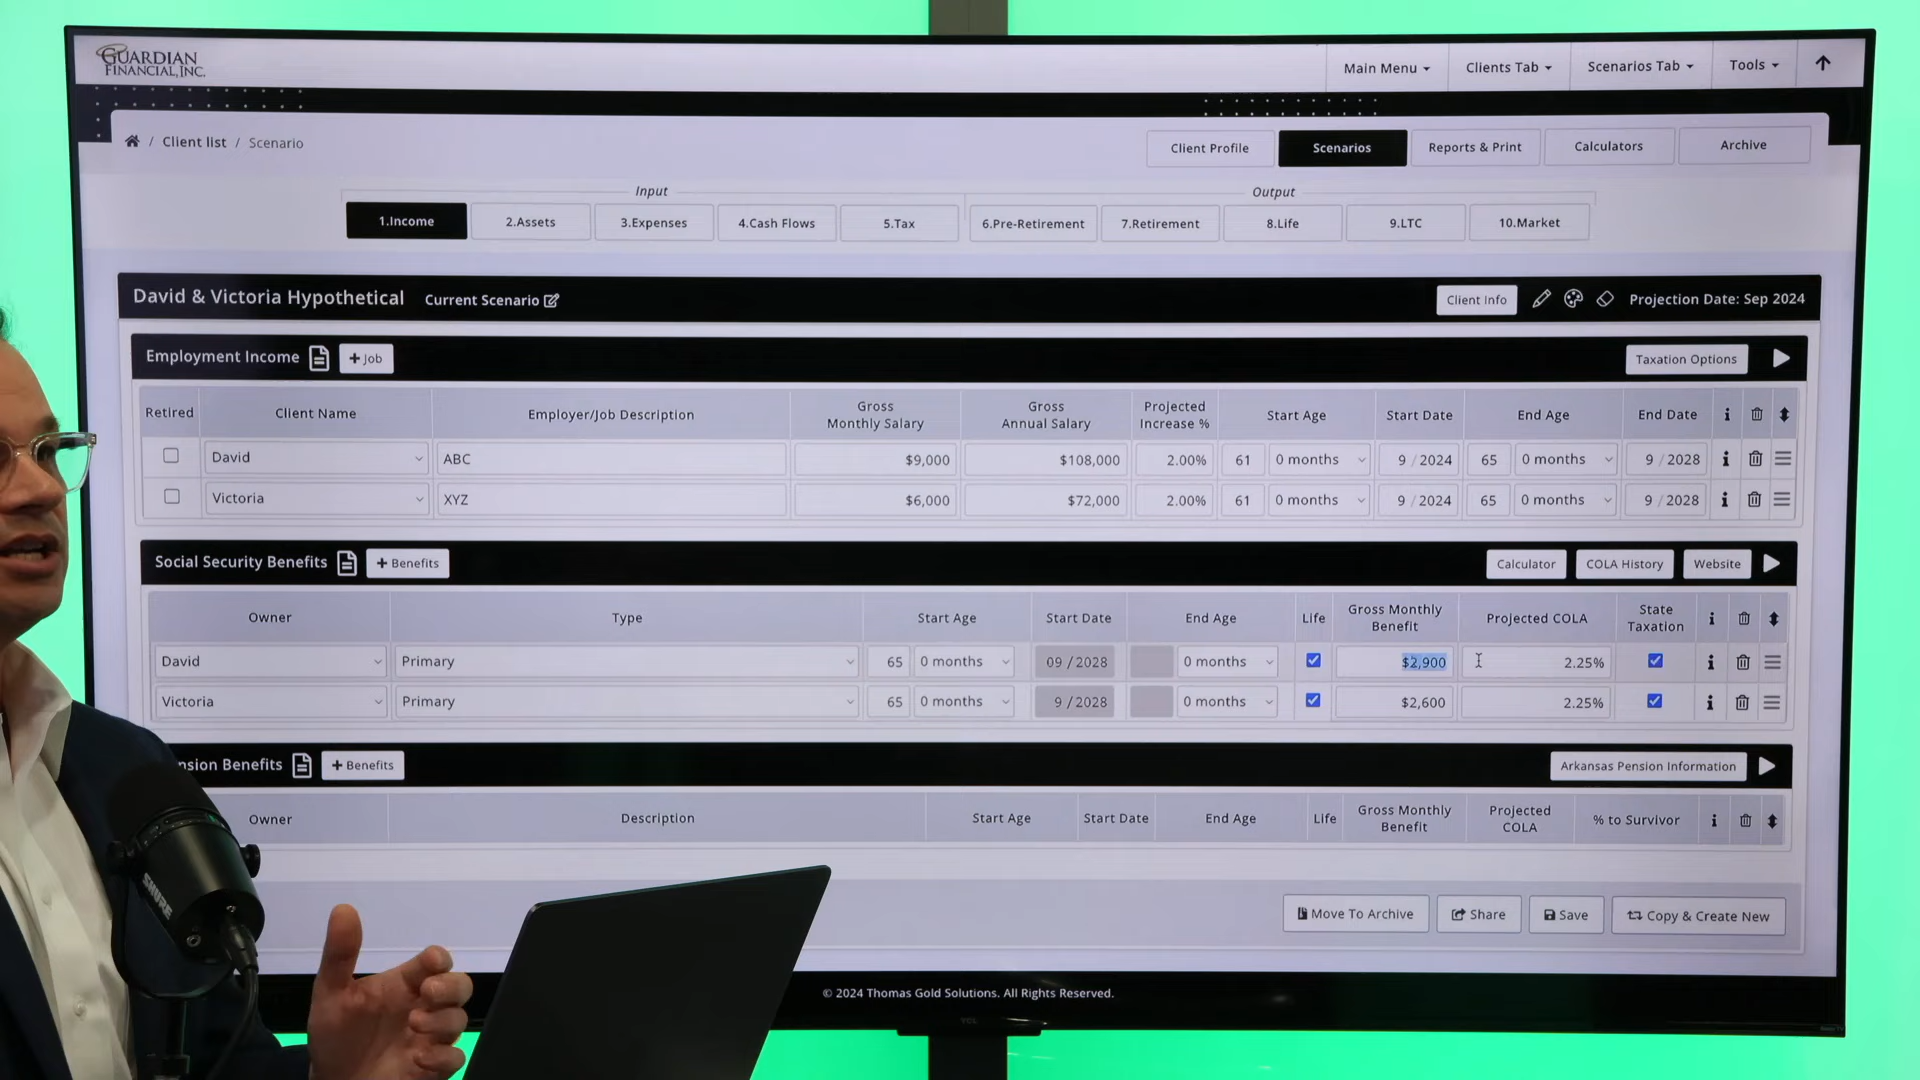 GUARDIAN
FINANCIAL, INC.
Main Menu
Clients Tab
Scenarios Tab
Tools
/ Client list / Scenario
Client Profile
Scenarios
Reports & Print
Calculators
Archive
Input
Output
1.Income
2.Assets
3.Expenses
4.Cash Flows
5.Tax
6.Pre-Retirement
7.Retirement
8.Life
9.LTC
10.Market
David & Victoria Hypothetical
Current Scenario
Client Info
Projection Date: Sep 2024
Employment Income
+ Job
Taxation Options
Retired
Client Name
Employer/Job Description
Gross
Monthly Salary
Gross
Annual Salary
Projected
Increase %
Start Age
Start Date
End Age
End Date
David ABC $9,000 $108,000 2.00% 61 0 months 9 / 2024 65 0 months 9 / 2028
Victoria XYZ $6,000 $72,000 2.00% 61 0 months 9 / 2024 65 0 months 9 / 2028
Social Security Benefits
+ Benefits
Calculator
COLA History
Website
Owner
Type
Start Age
Start Date
End Age
Life
Gross Monthly
Benefit
Projected COLA
State
Taxation
David Primary 65 0 months 09 / 2028 0 months $2,900 2.25%
Victoria Primary 65 0 months 9 / 2028 0 months $2,600 2.25%
nsion Benefits
+ Benefits
Arkansas Pension Information
Owner
Description
Start Age
Start Date
End Age
Life
Gross Monthly
Benefit
Projected
COLA
% to Survivor
Move To Archive
Share
Save
Copy & Create New
© 2024 Thomas Gold Solutions. All Rights Reserved.
TCL
SHURE